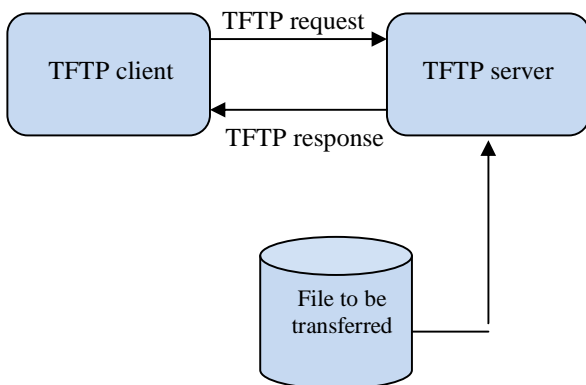 TFTP request
TFTP client
TFTP server
TFTP response
File to be
transferred